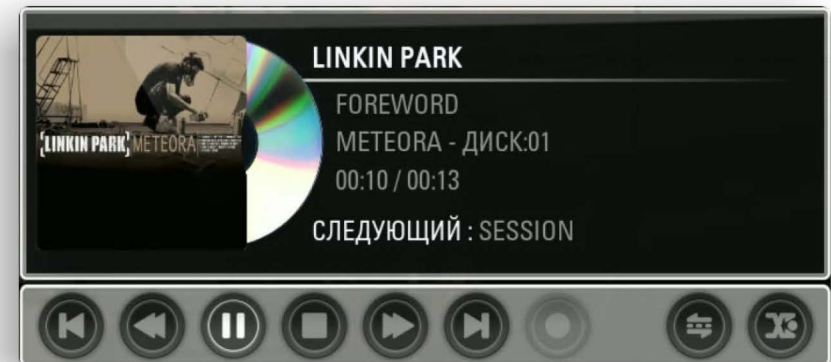 LINKIN PARK
FOREWORD
METEORA - ДИСК:01
00:10 / 00:13
СЛЕДУЮЩИЙ : SESSION
[LINKIN PARK] METEORA